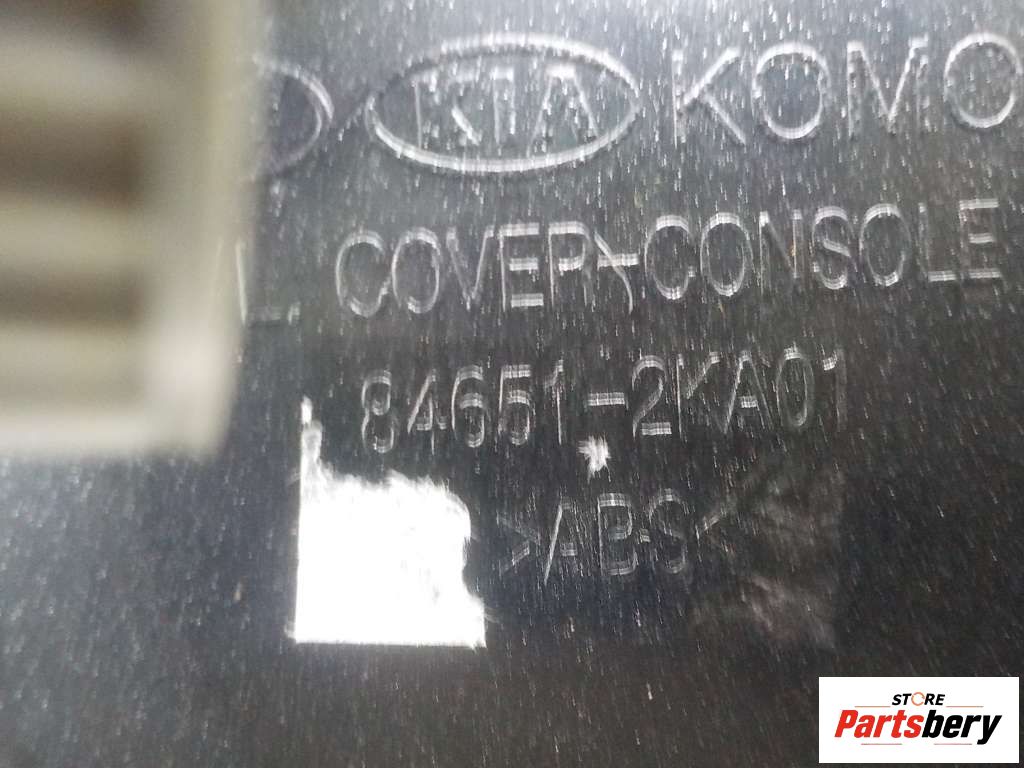 KIA KOMO
COVER-CONSOLE
84651-2KA01
>ABS<
STORE
Partsbery